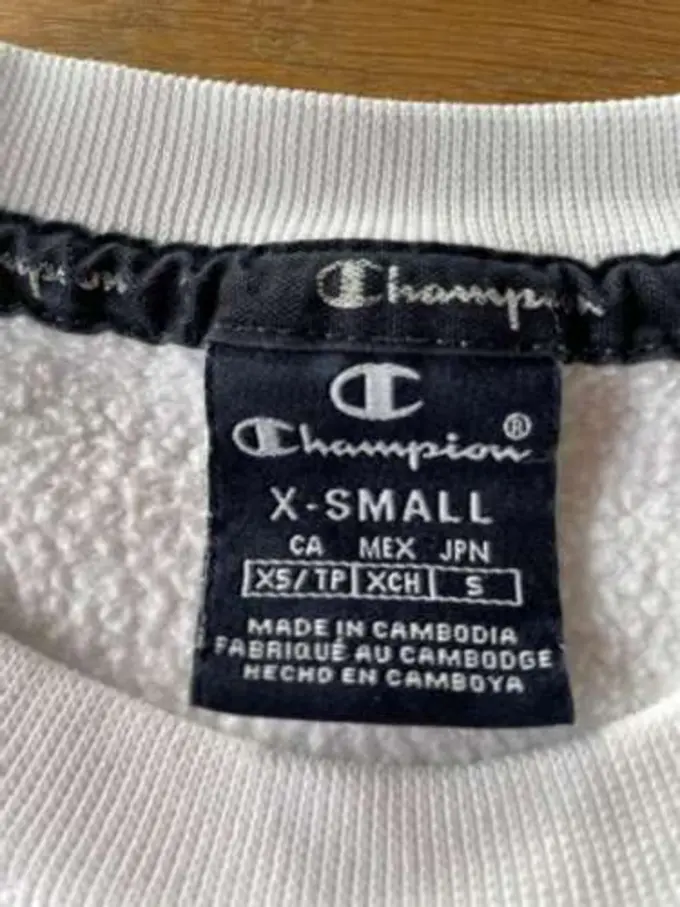 Champion
Champion®
X-SMALL
CA MEX JPN
XS/TP XCH S
MADE IN CAMBODIA
FABRIQUÉ AU CAMBODGE
HECHO EN CAMBOYA